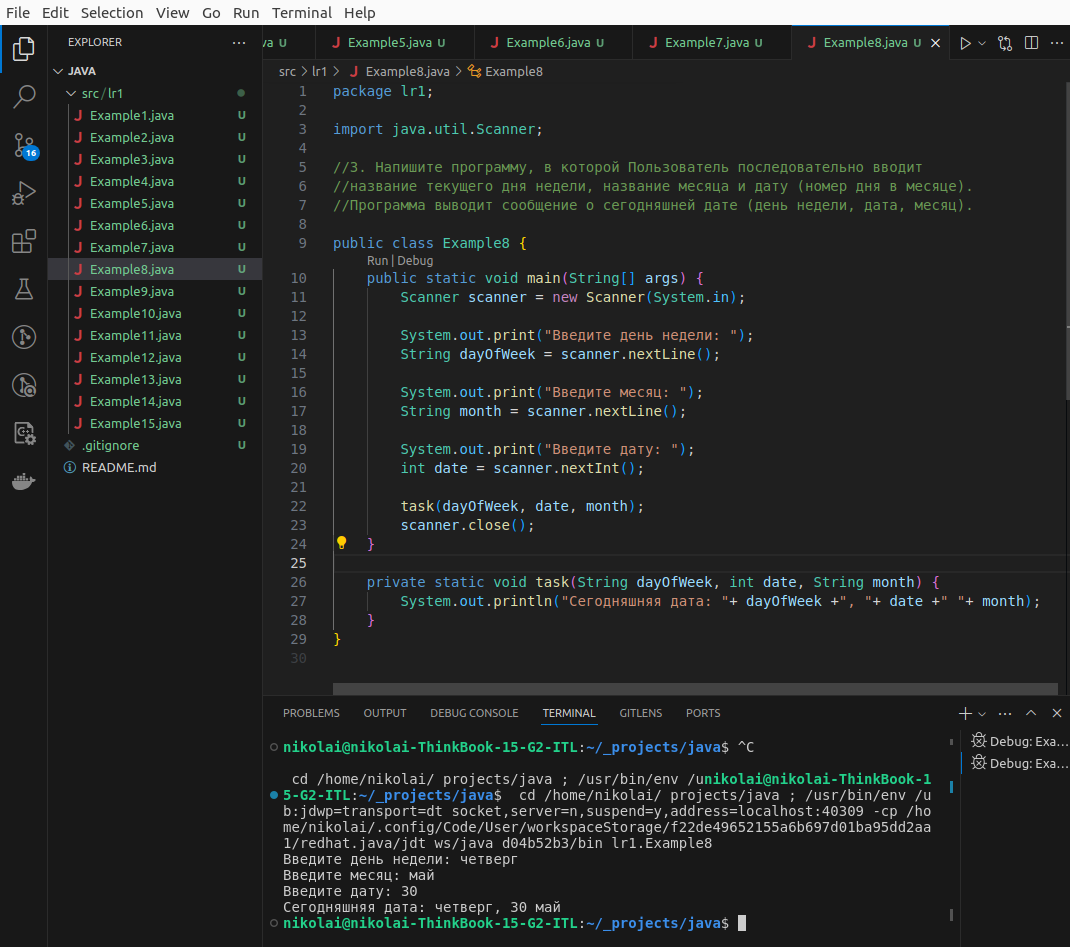 File Edit Selection View Go Run Terminal Help
EXPLORER
JAVA
src/lr1
Example1.java U
Example2.java U
Example3.java U
Example4.java U
Example5.java U
Example6.java U
Example7.java U
Example8.java U
Example9.java U
Example10.java U
Example11.java U
Example12.java U
Example13.java U
Example14.java U
Example15.java U
.gitignore U
README.md
16
va U Example5.java U Example6.java U Example7.java U Example8.java U
src > lr1 > Example8.java > Example8
1 package lr1;
2
3 import java.util.Scanner;
4
5 //3. Напишите программу, в которой Пользователь последовательно вводит
6 //название текущего дня недели, название месяца и дату (номер дня в месяце).
7 //Программа выводит сообщение о сегодняшней дате (день недели, дата, месяц).
8
9 public class Example8 {
Run | Debug
10 public static void main(String[] args) {
11 Scanner scanner = new Scanner(System.in);
12
13 System.out.print("Введите день недели: ");
14 String dayOfWeek = scanner.nextLine();
15
16 System.out.print("Введите месяц: ");
17 String month = scanner.nextLine();
18
19 System.out.print("Введите дату: ");
20 int date = scanner.nextInt();
21
22 task(dayOfWeek, date, month);
23 scanner.close();
24 }
25
26 private static void task(String dayOfWeek, int date, String month) {
27 System.out.println("Сегодняшняя дата: "+ dayOfWeek +", "+ date +" "+ month);
28 }
29 }
30
PROBLEMS OUTPUT DEBUG CONSOLE TERMINAL GITLENS PORTS
nikolai@nikolai-ThinkBook-15-G2-ITL:~/_projects/java$ ^C
cd /home/nikolai/ projects/java ; /usr/bin/env /unikolai@nikolai-ThinkBook-1
5-G2-ITL:~/_projects/java$ cd /home/nikolai/ projects/java ; /usr/bin/env /u
b:jdwp=transport=dt socket,server=n,suspend=y,address=localhost:40309 -cp /ho
me/nikolai/.config/Code/User/workspaceStorage/f22de49652155a6b697d01ba95dd2aa
1/redhat.java/jdt ws/java d04b52b3/bin lr1.Example8
Введите день недели: четверг
Введите месяц: май
Введите дату: 30
Сегодняшняя дата: четверг, 30 май
nikolai@nikolai-ThinkBook-15-G2-ITL:~/_projects/java$
Debug: Exa...
Debug: Exa...